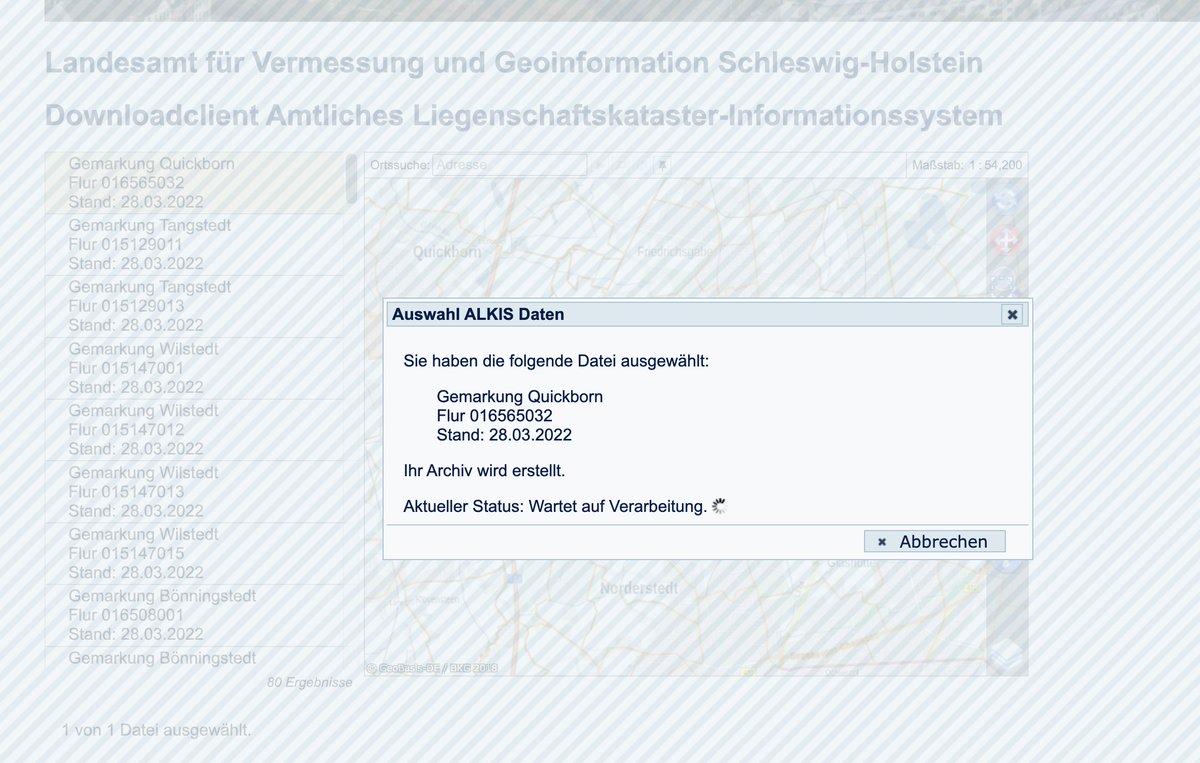 Landesamt für Vermessung und Geoinformation Schleswig-Holstein
Downloadclient Amtliches Liegenschaftskataster-Informationssystem
Gemarkung Quickborn
Flur 016565032
Stand: 28.03.2022
Gemarkung Tangstedt
Flur 015129011
Stand: 28.03.2022
Gemarkung Tangstedt
Flur 015129013
Stand: 28.03.2022
Gemarkung Wilstedt
Flur 015147001
Stand: 28.03.2022
Gemarkung Wilstedt
Flur 015147012
Stand: 28.03.2022
Gemarkung Wilstedt
Flur 015147013
Stand: 28.03.2022
Gemarkung Wilstedt
Flur 015147015
Stand: 28.03.2022
Gemarkung Bönningstedt
Flur 016508001
Stand: 28.03.2022
Gemarkung Bönningstedt
80 Ergebnisse
1 von 1 Datei ausgewählt.
Ortssuche: Adresse
Maßstab: 1 : 54,200
Quickborn
Friedrichsgabe
Auswahl ALKIS Daten
Sie haben die folgende Datei ausgewählt:
Gemarkung Quickborn
Flur 016565032
Stand: 28.03.2022
Ihr Archiv wird erstellt.
Aktueller Status: Wartet auf Verarbeitung.
Abbrechen
Norderstedt
© GeoBasis-DE / BKG 2018